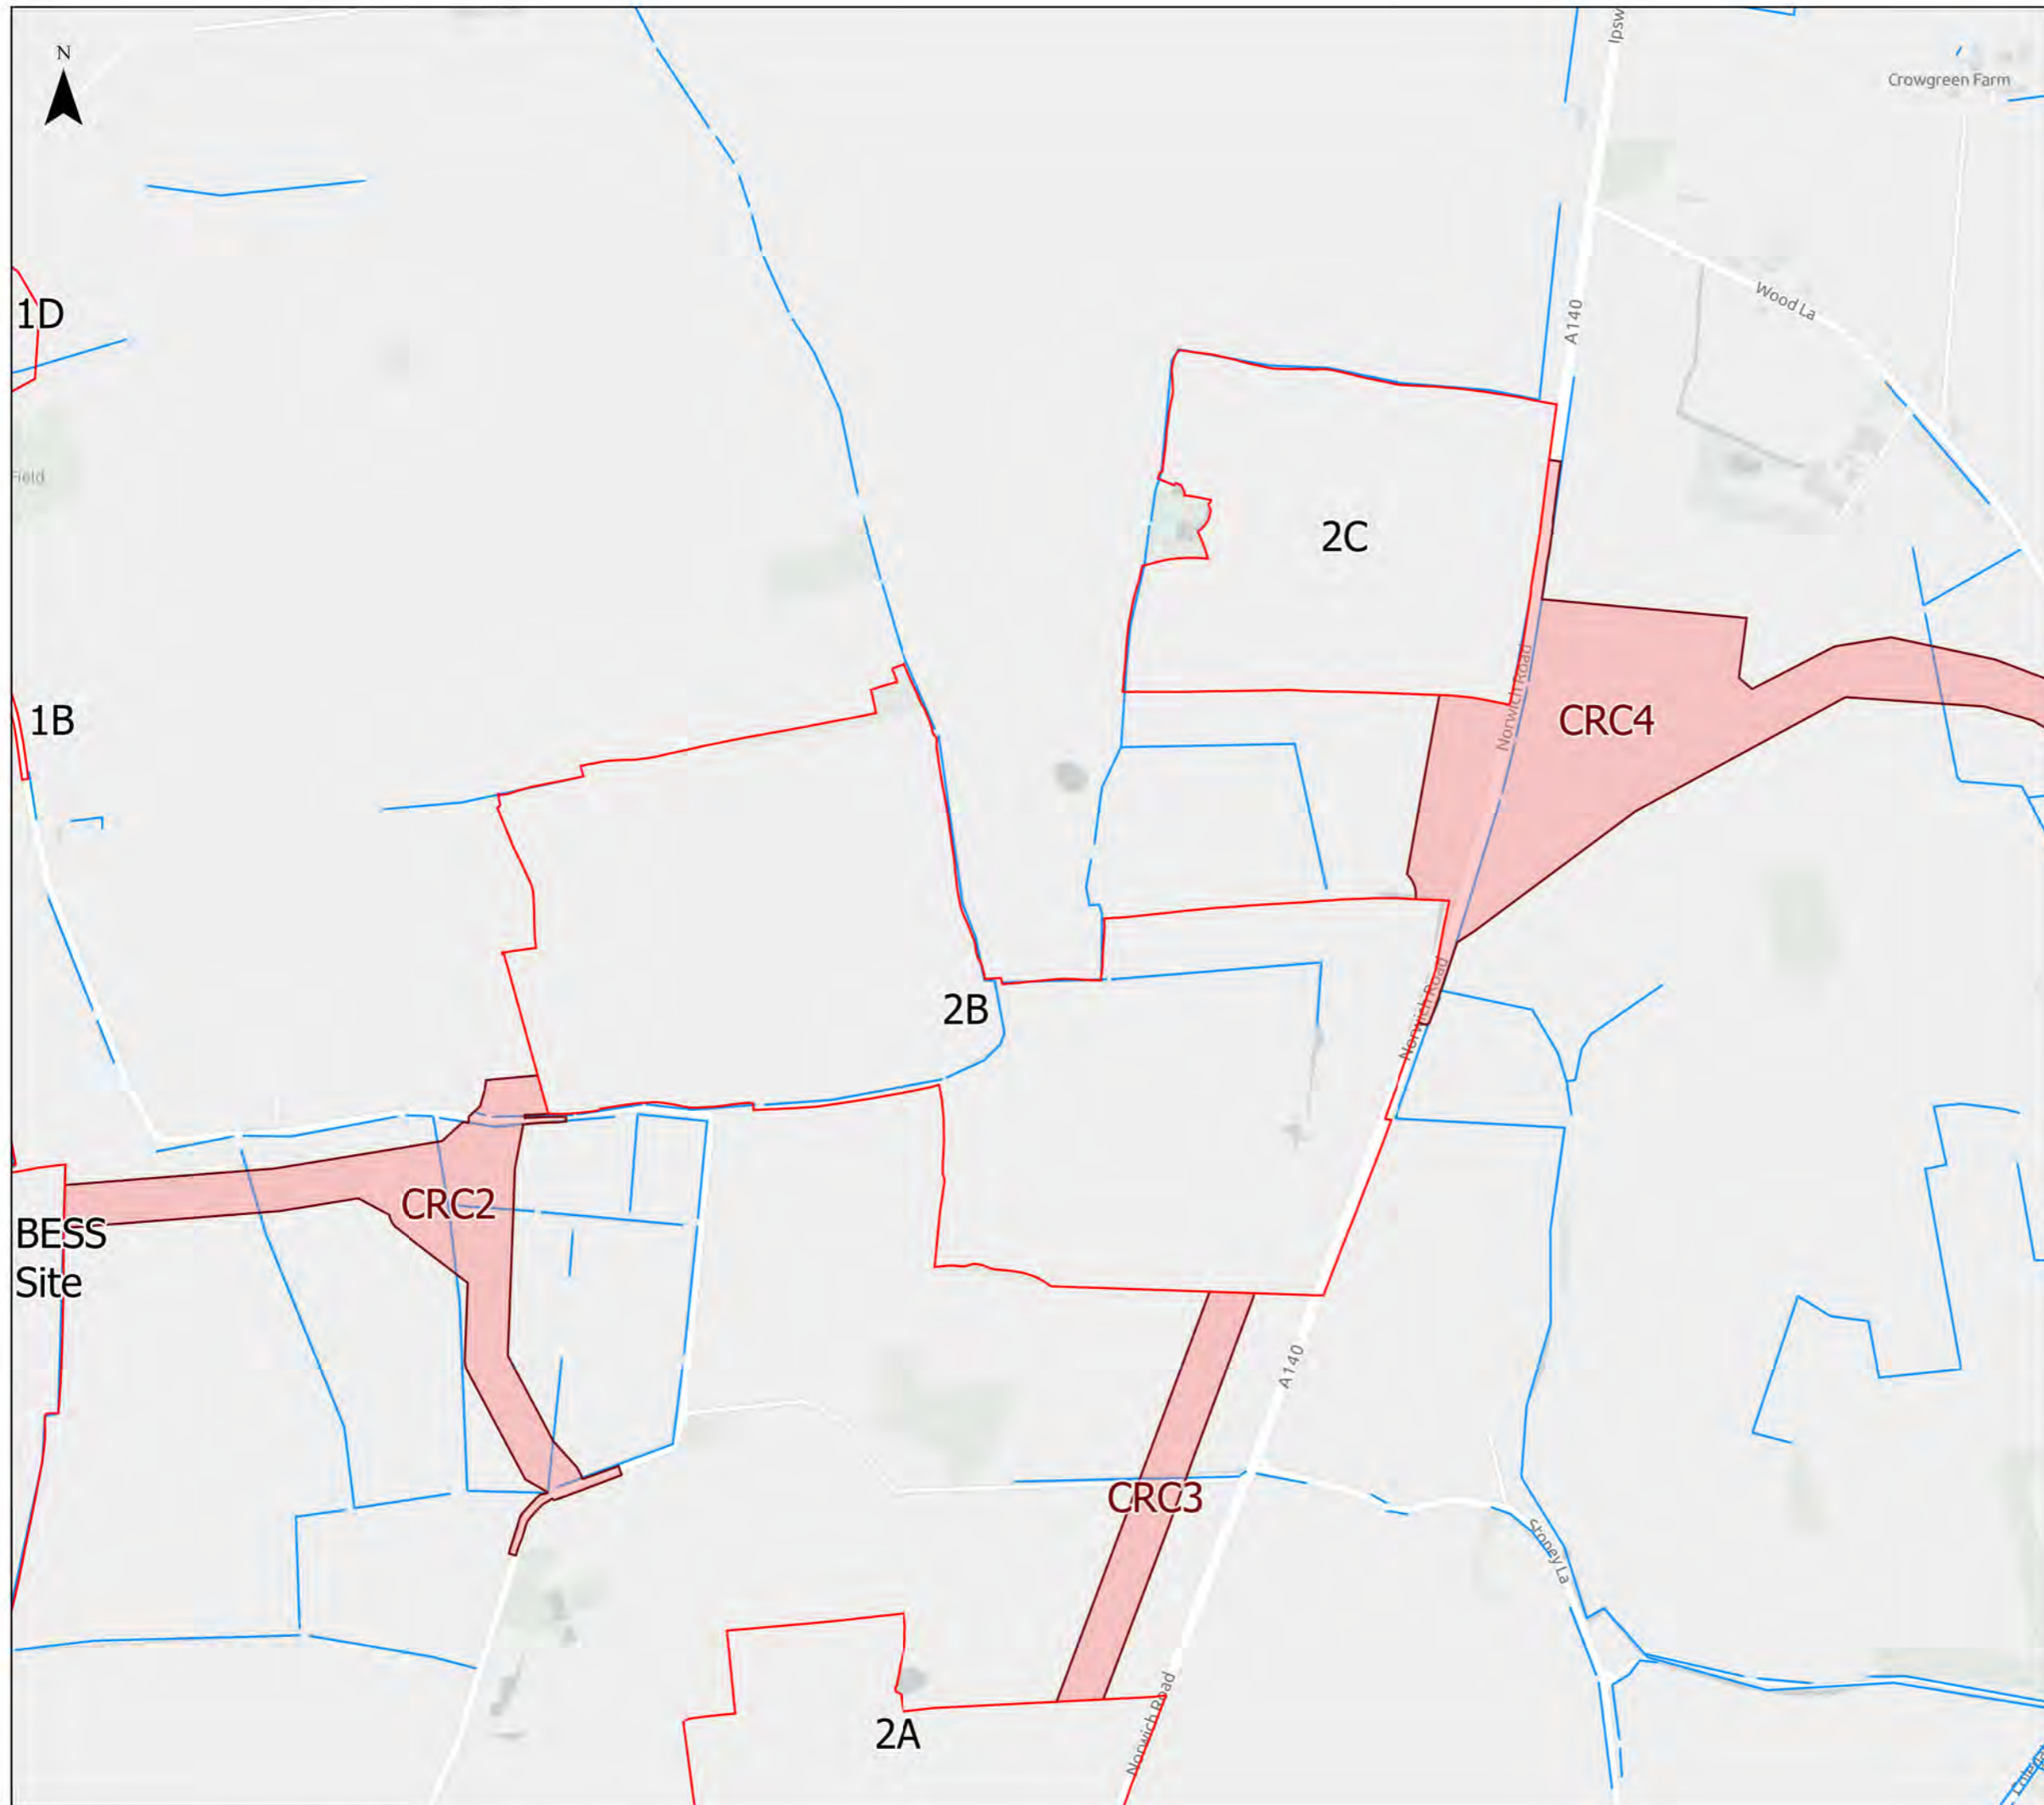 N
Ipsw
Crowgreen Farm
Wood La
A140
1D
Field
2C
1B
Norwich Road
CRC4
2B
Norwich Road
CRC2
BESS
Site
A140
CRC3
Stoney La
Norwich Road
2A